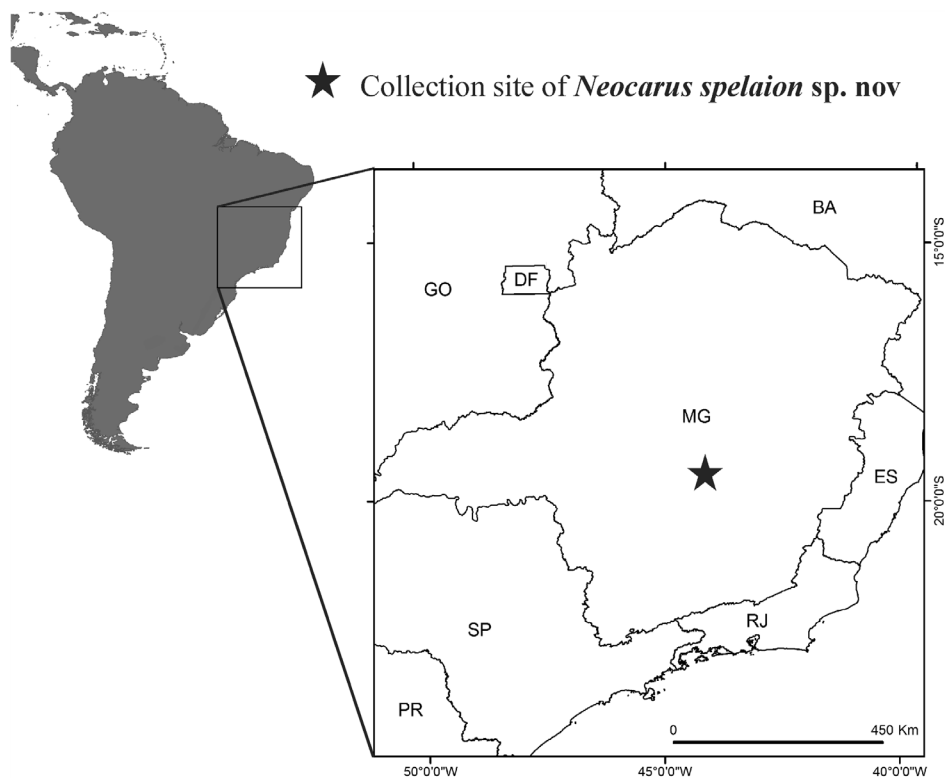 Collection site of Neocarus spelaion sp. nov
BA
15°0'0"S
DF
GO
MG
ES
20°0'0"S
RJ
SP
PR
0 450 Km
50°0'0"W 45°0'0"W 40°0'0"W